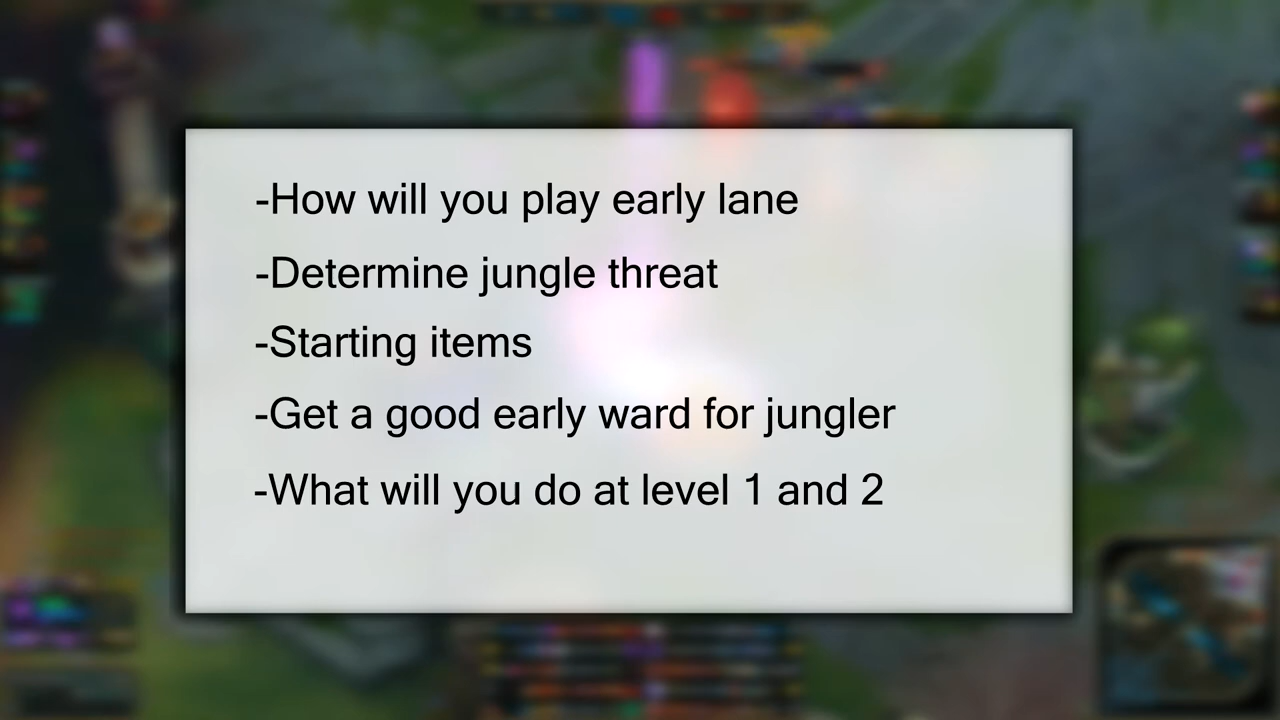 -How will you play early lane
-Determine jungle threat
-Starting items
-Get a good early ward for jungler
-What will you do at level 1 and 2